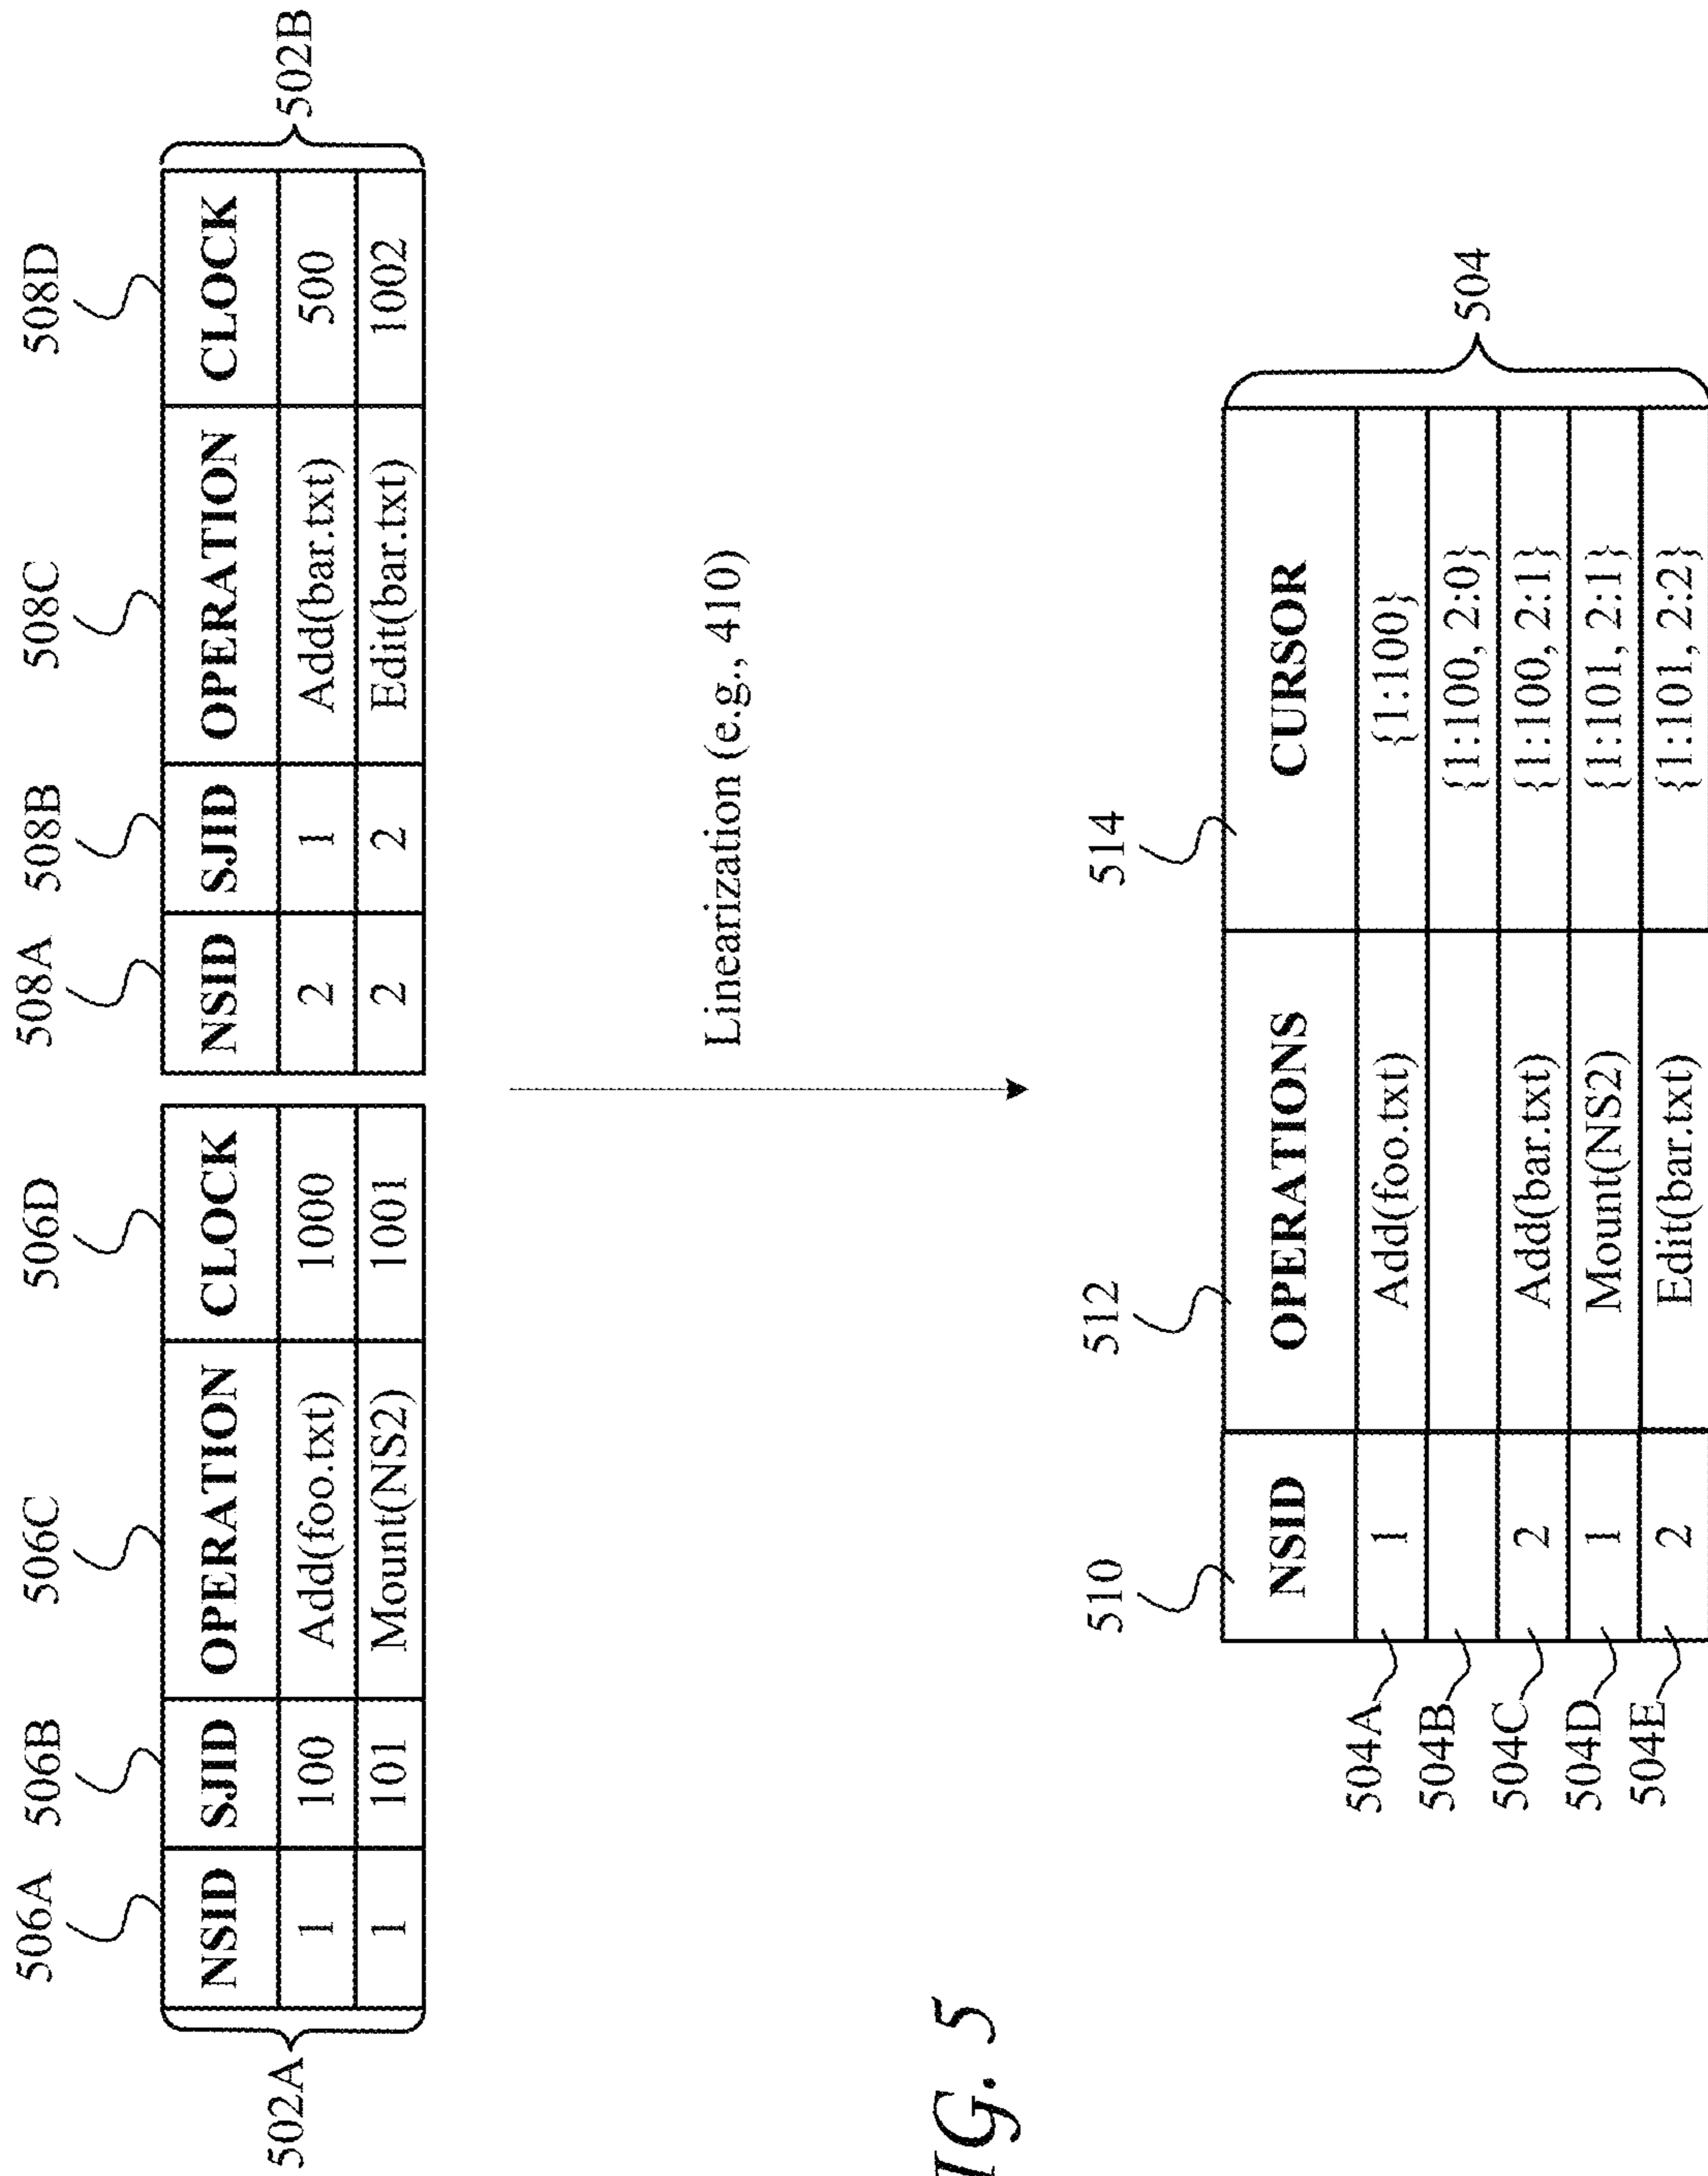 506A 506B 506C 506D 508A 508B 508C 508D
NSID SJID OPERATION CLOCK NSID SJID OPERATION CLOCK
1 100 Add(foo.txt) 1000 2 1 Add(bar.txt) 500
1 101 Mount(NS2) 1001 2 2 Edit(bar.txt) 1002
502A 502B
Linearization (e.g., 410)
510 512 514
NSID OPERATIONS CURSOR
504A 1 Add(foo.txt) {1:100}
504B {1:100, 2:0}
504C 2 Add(bar.txt) {1:100, 2:1}
504D 1 Mount(NS2) {1:101, 2:1}
504E 2 Edit(bar.txt) {1:101, 2:2}
504
IG. 5